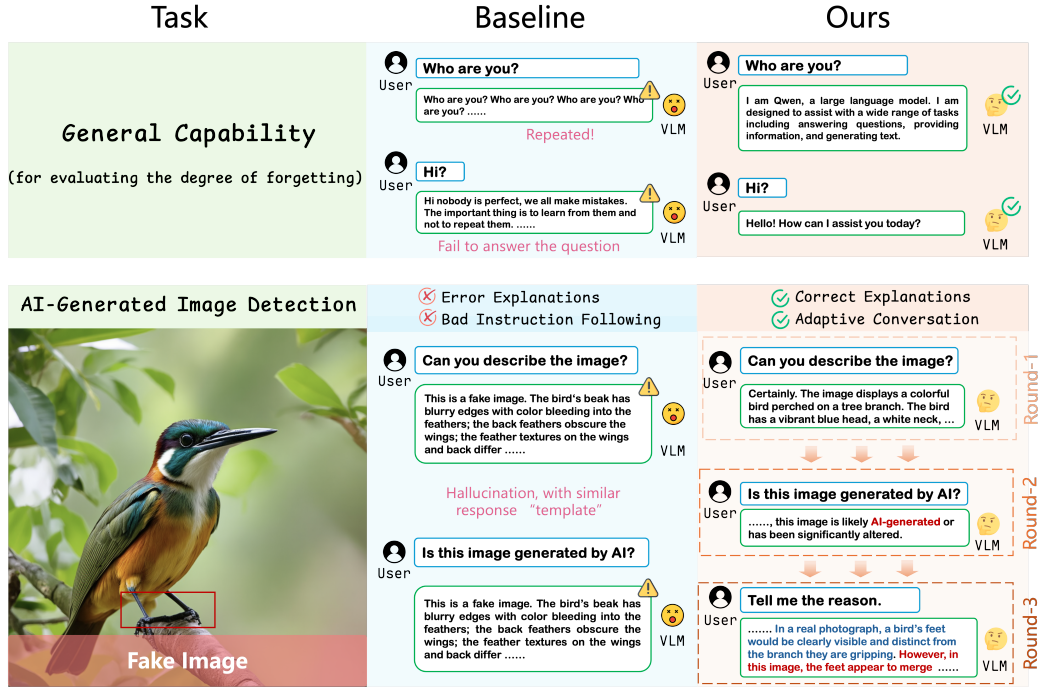 Task
Baseline
Ours
General Capability
(for evaluating the degree of forgetting)
User
Who are you?
Who are you? Who are you? Who are you? Who
are you? ......
VLM
Repeated!
User
Hi?
Hi nobody is perfect, we all make mistakes.
The important thing is to learn from them and
not to repeat them. ......
VLM
Fail to answer the question
User
Who are you?
I am Qwen, a large language model. I am
designed to assist with a wide range of tasks
including answering questions, providing
information, and generating text.
VLM
User
Hi?
Hello! How can I assist you today?
VLM
AI-Generated Image Detection
Fake Image
Error Explanations
Bad Instruction Following
User
Can you describe the image?
This is a fake image. The bird's beak has
blurry edges with color bleeding into the
feathers; the back feathers obscure the
wings; the feather textures on the wings
and back differ ......
VLM
Hallucination, with similar
response "template"
User
Is this image generated by AI?
This is a fake image. The bird's beak has
blurry edges with color bleeding into the
feathers; the back feathers obscure the
wings; the feather textures on the wings
and back differ ......
VLM
Correct Explanations
Adaptive Conversation
Round-1
User
Can you describe the image?
Certainly. The image displays a colorful
bird perched on a tree branch. The bird
has a vibrant blue head, a white neck, ...
VLM
Round-2
User
Is this image generated by AI?
......, this image is likely AI-generated or
has been significantly altered.
VLM
Round-3
User
Tell me the reason.
....... In a real photograph, a bird's feet
would be clearly visible and distinct from
the branch they are gripping. However, in
this image, the feet appear to merge ......
VLM